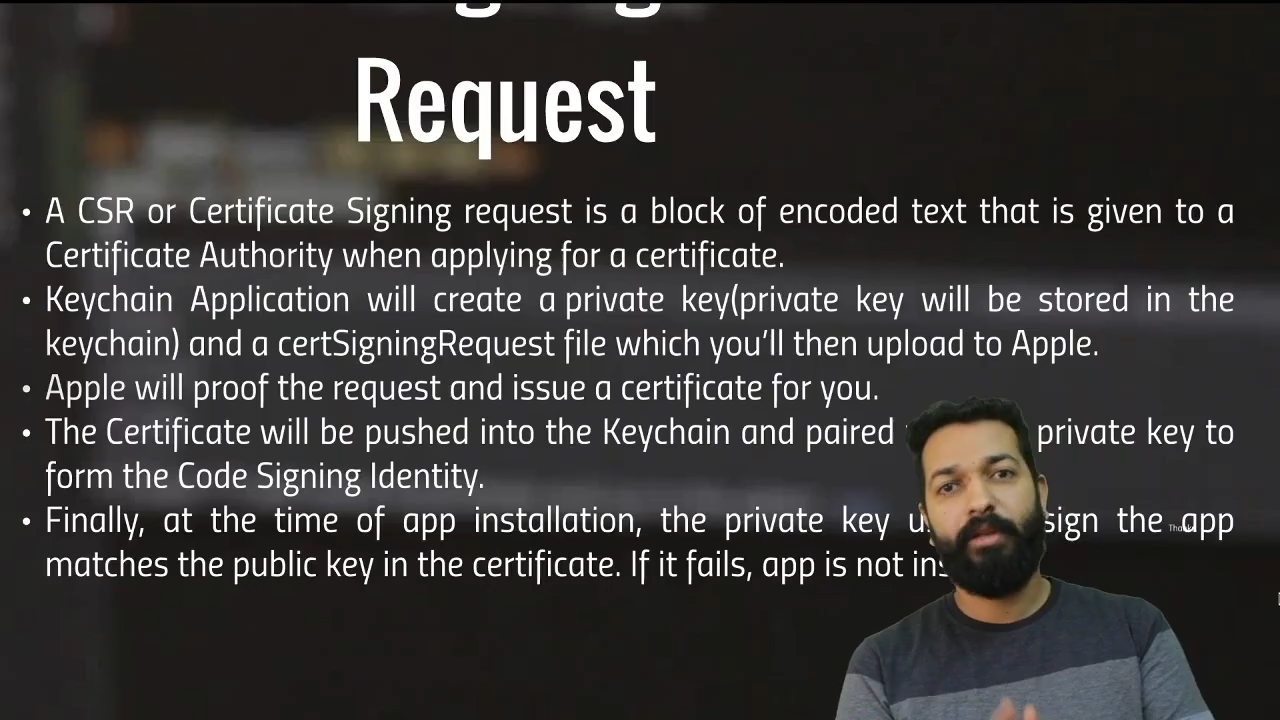 Request
• A CSR or Certificate Signing request is a block of encoded text that is given to a
Certificate Authority when applying for a certificate.
• Keychain Application will create a private key(private key will be stored in the
keychain) and a certSigningRequest file which you’ll then upload to Apple.
• Apple will proof the request and issue a certificate for you.
• The Certificate will be pushed into the Keychain and paired private key to
form the Code Signing Identity.
• Finally, at the time of app installation, the private key sign the app
matches the public key in the certificate. If it fails, app is not